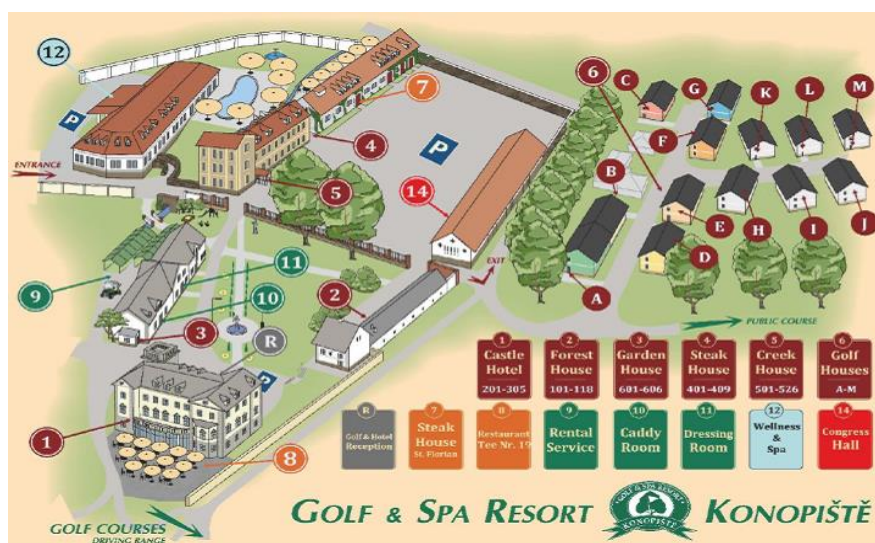 12
7
6
C
G
K
L
M
F
P
P
4
ENTRANCE
5
14
B
E
H
I
J
D
11
9
10
2
EXIT
A
3
R
PUBLIC COURSE
P
1
8
1
Castle
Hotel
201-305
2
Forest
House
101-118
3
Garden
House
601-606
4
Steak
House
401-409
5
Creek
House
501-526
6
Golf
Houses
A-M
R
Golf & Hotel
Reception
7
Steak
House
St. Florian
8
Restaurant
Tee Nr. 19
9
Rental
Service
10
Caddy
Room
11
Dressing
Room
12
Wellness
&
Spa
14
Congress
Hall
GOLF COURSES
DRIVING RANGE
GOLF & SPA RESORT
GOLF & SPA RESORT
KONOPIŠTĚ
KONOPIŠTĚ